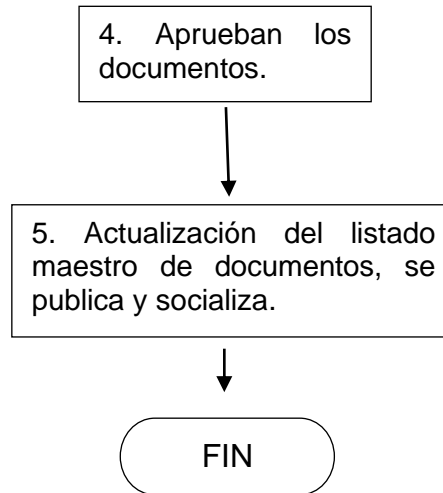 4. Aprueban los
documentos.
5. Actualización del listado
maestro de documentos, se
publica y socializa.
FIN